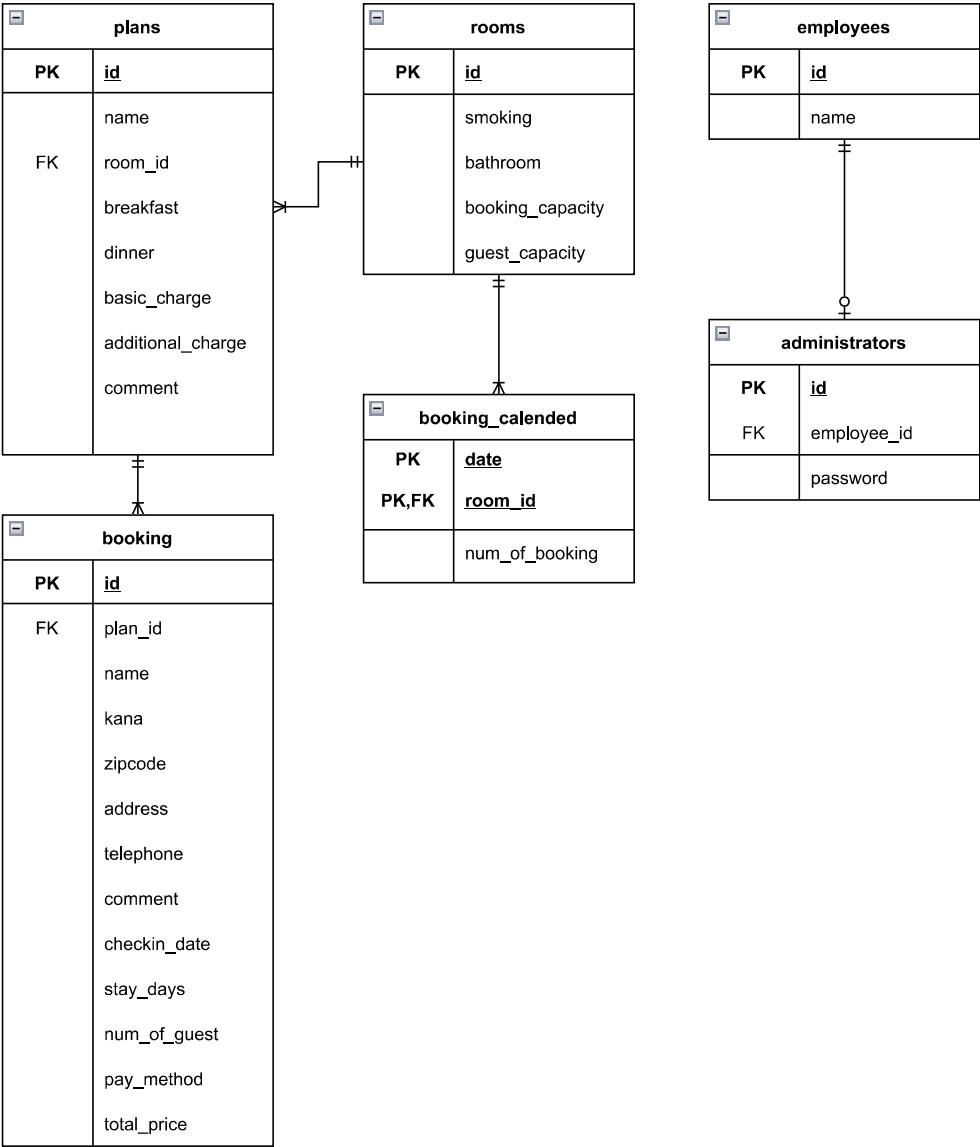 plans
PK id
name
FK room_id
breakfast
dinner
basic_charge
additional_charge
comment
rooms
PK id
smoking
bathroom
booking_capacity
guest_capacity
employees
PK id
name
administrators
PK id
FK employee_id
password
booking_calended
PK date
PK,FK room_id
num_of_booking
booking
PK id
FK plan_id
name
kana
zipcode
address
telephone
comment
checkin_date
stay_days
num_of_guest
pay_method
total_price